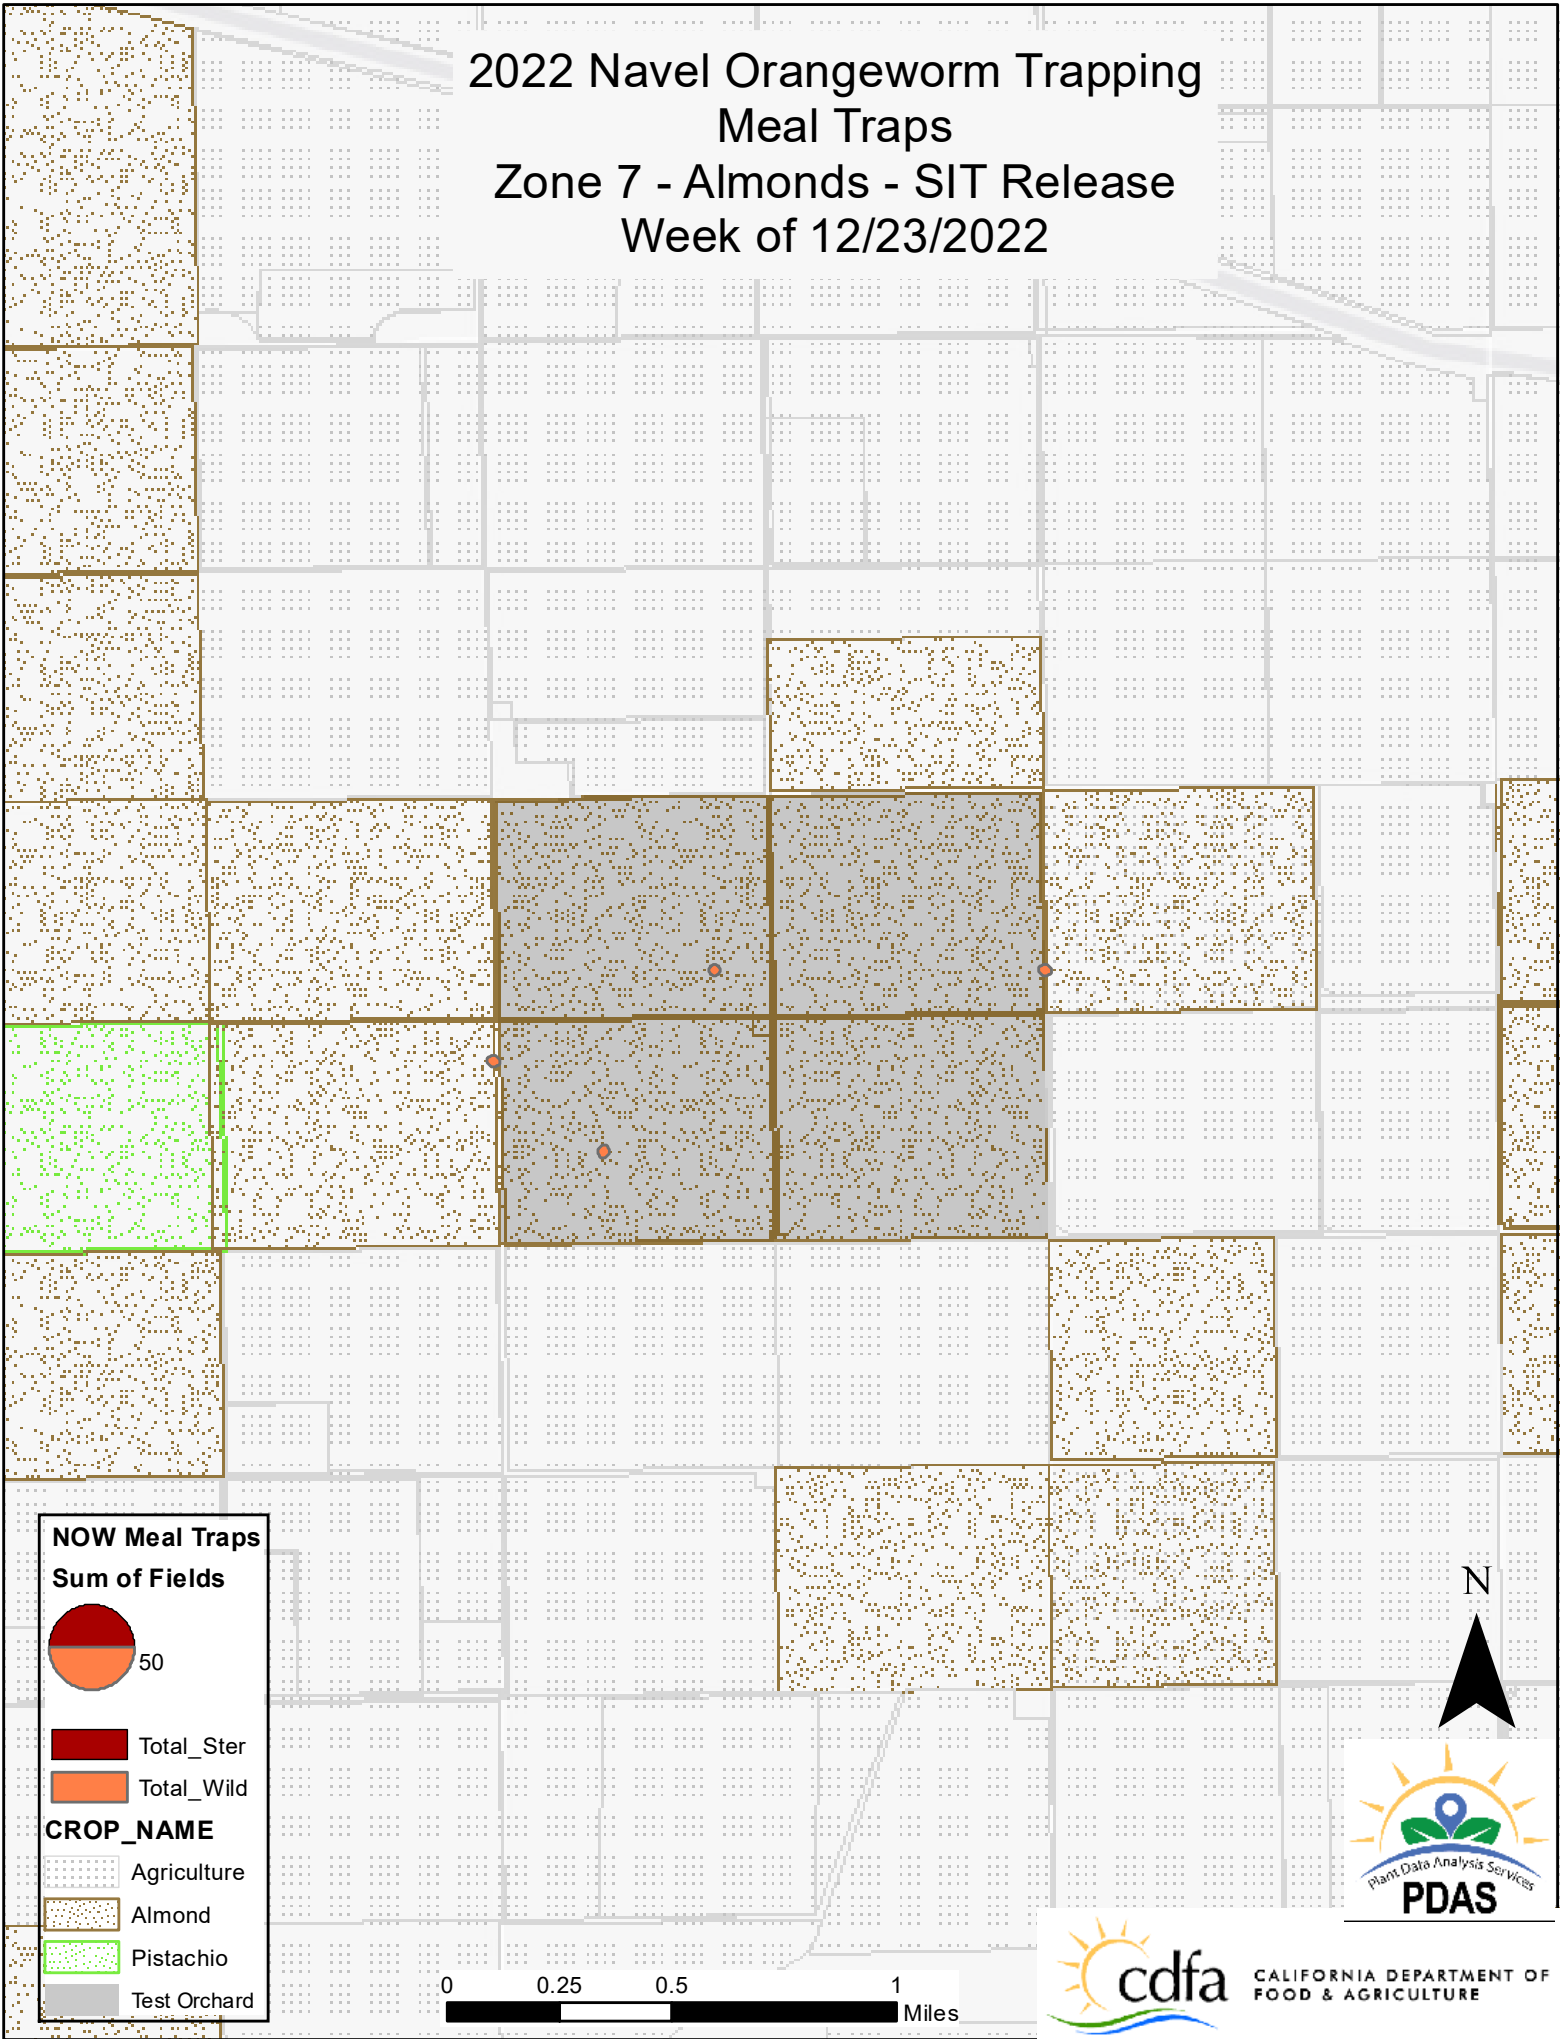 2022 Navel Orangeworm Trapping
Meal Traps
Zone 7 - Almonds - SIT Release
Week of 12/23/2022
NOW Meal Traps
Sum of Fields
50
Total_Ster
Total_Wild
CROP_NAME
Agriculture
Almond
Pistachio
Test Orchard
0 0.25 0.5 1
Miles
N
Plant Data Analysis Services
PDAS
cdfa
CALIFORNIA DEPARTMENT OF
FOOD & AGRICULTURE